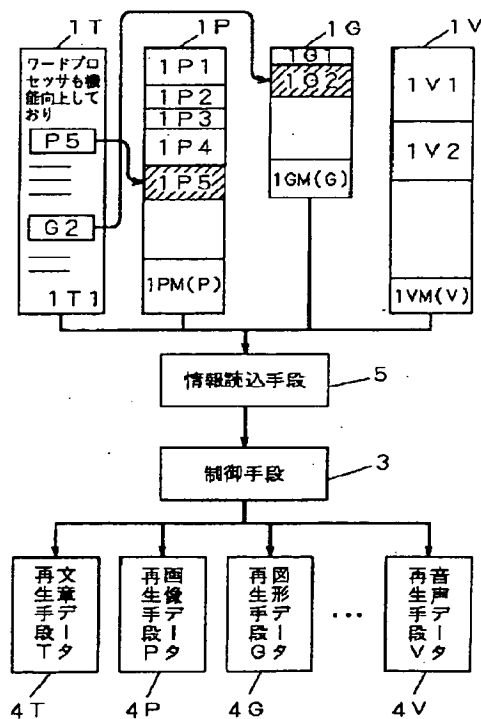 1T
1P
1G
1V
ワードプロ
セッサも機
能向上して
おり
P5
G2
1T1
1P1
1P2
1P3
1P4
1P5
1PM(P)
1G1
1G2
1GM(G)
1V1
1V2
1VM(V)
情報読込手段
5
制御手段
3
文章データ
再生手段T
画像データ
再生手段P
図形データ
再生手段G
...
音声データ
再生手段V
4T
4P
4G
4V